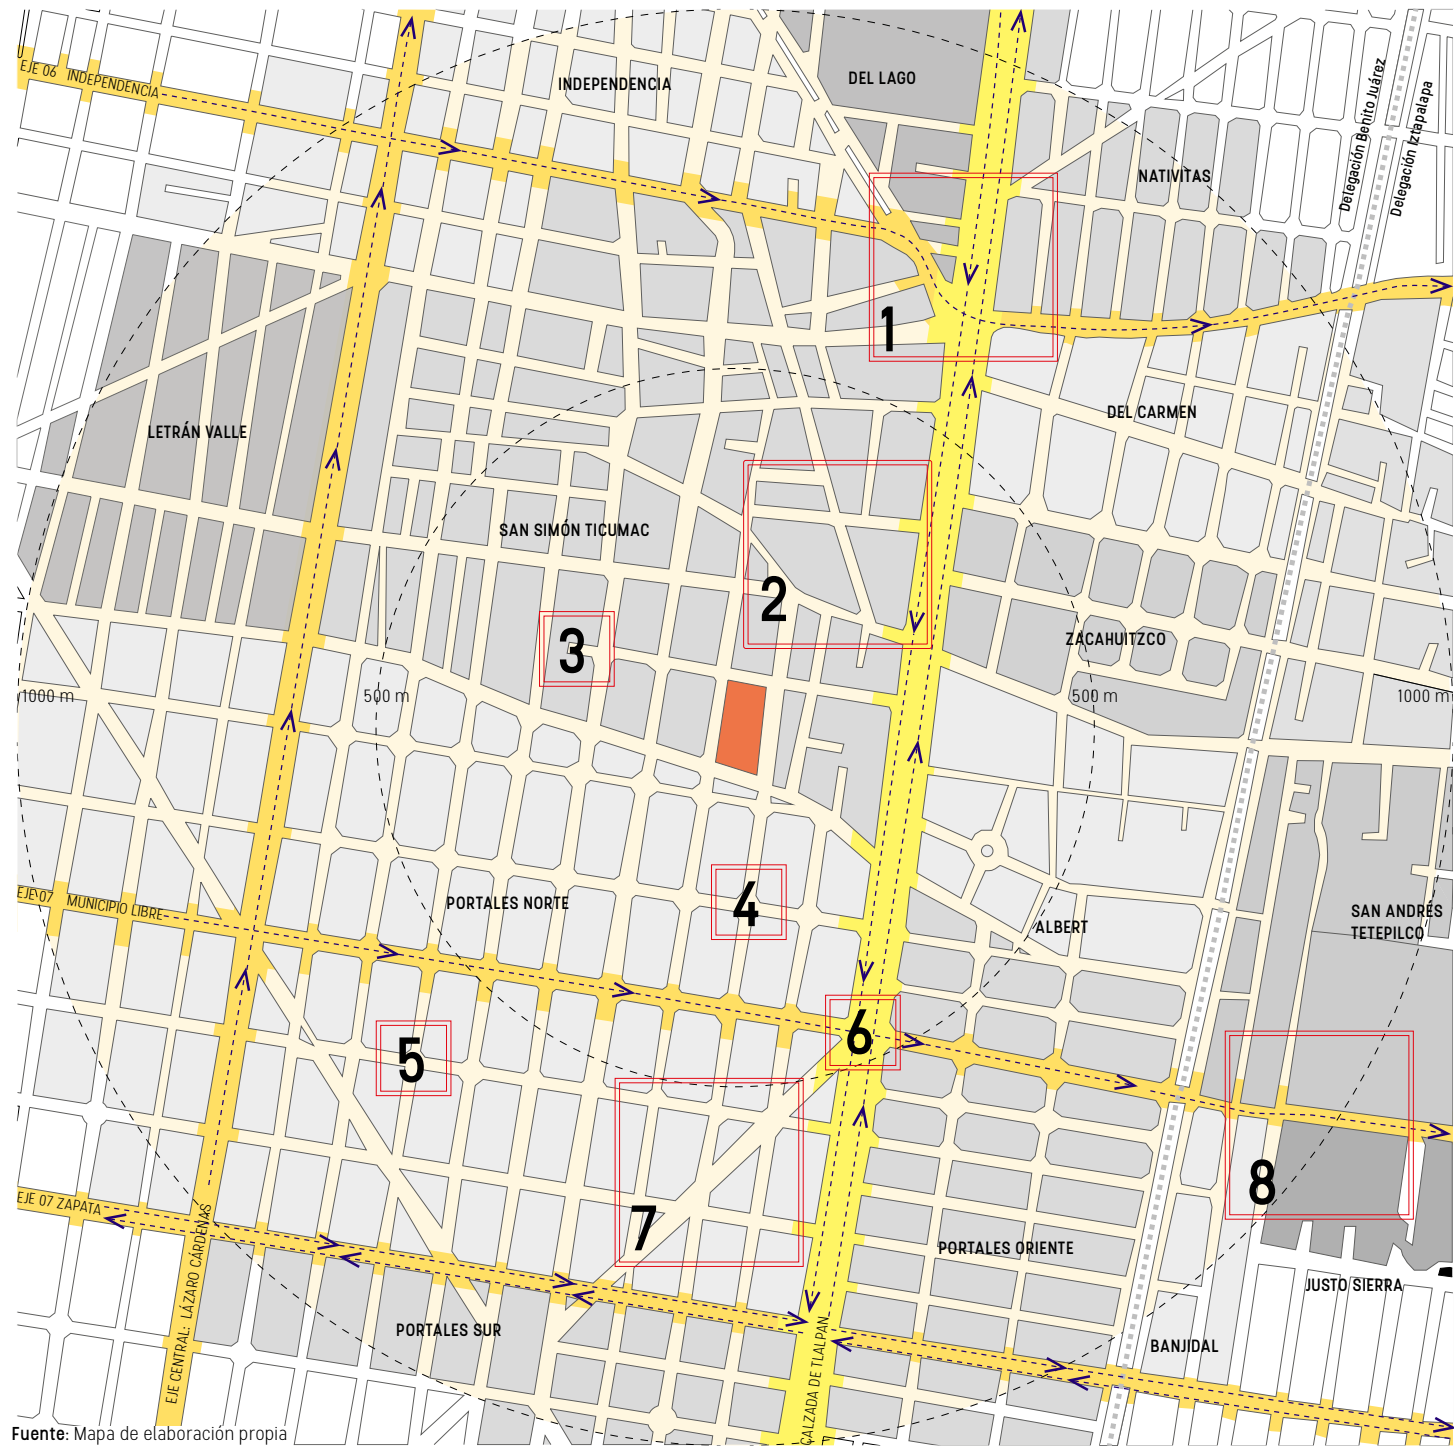 EJE 06 INDEPENDENCIA
INDEPENDENCIA
DEL LAGO
Delegación Benito Juárez
Delegación Iztapalapa
NATIVITAS
1
LETRÁN VALLE
DEL CARMEN
SAN SIMÓN TICUMAC
2
3
ZACAHUITZCO
1000 m
500 m
500 m
1000 m
EJE 07 MUNICIPIO LIBRE
PORTALES NORTE
4
ALBERT
SAN ANDRÉS
TETEPILCO
5
6
7
8
EJE 07 ZAPATA
EJE CENTRAL: LÁZARO CÁRDENAS
PORTALES ORIENTE
JUSTO SIERRA
PORTALES SUR
BANJIDAL
CALZADA DE TLALPAN
Fuente: Mapa de elaboración propia